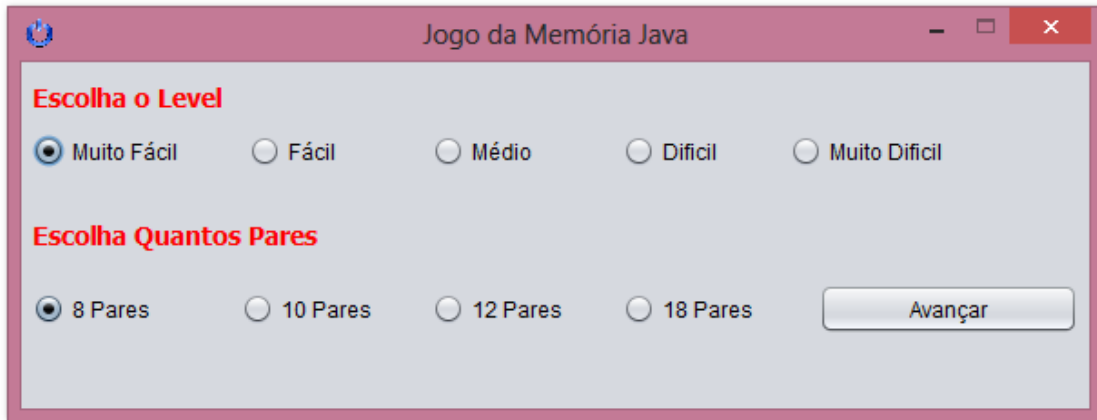 Jogo da Memória Java
Escolha o Level
Muito Fácil Fácil Médio Dificil Muito Dificil
Escolha Quantos Pares
8 Pares 10 Pares 12 Pares 18 Pares Avançar